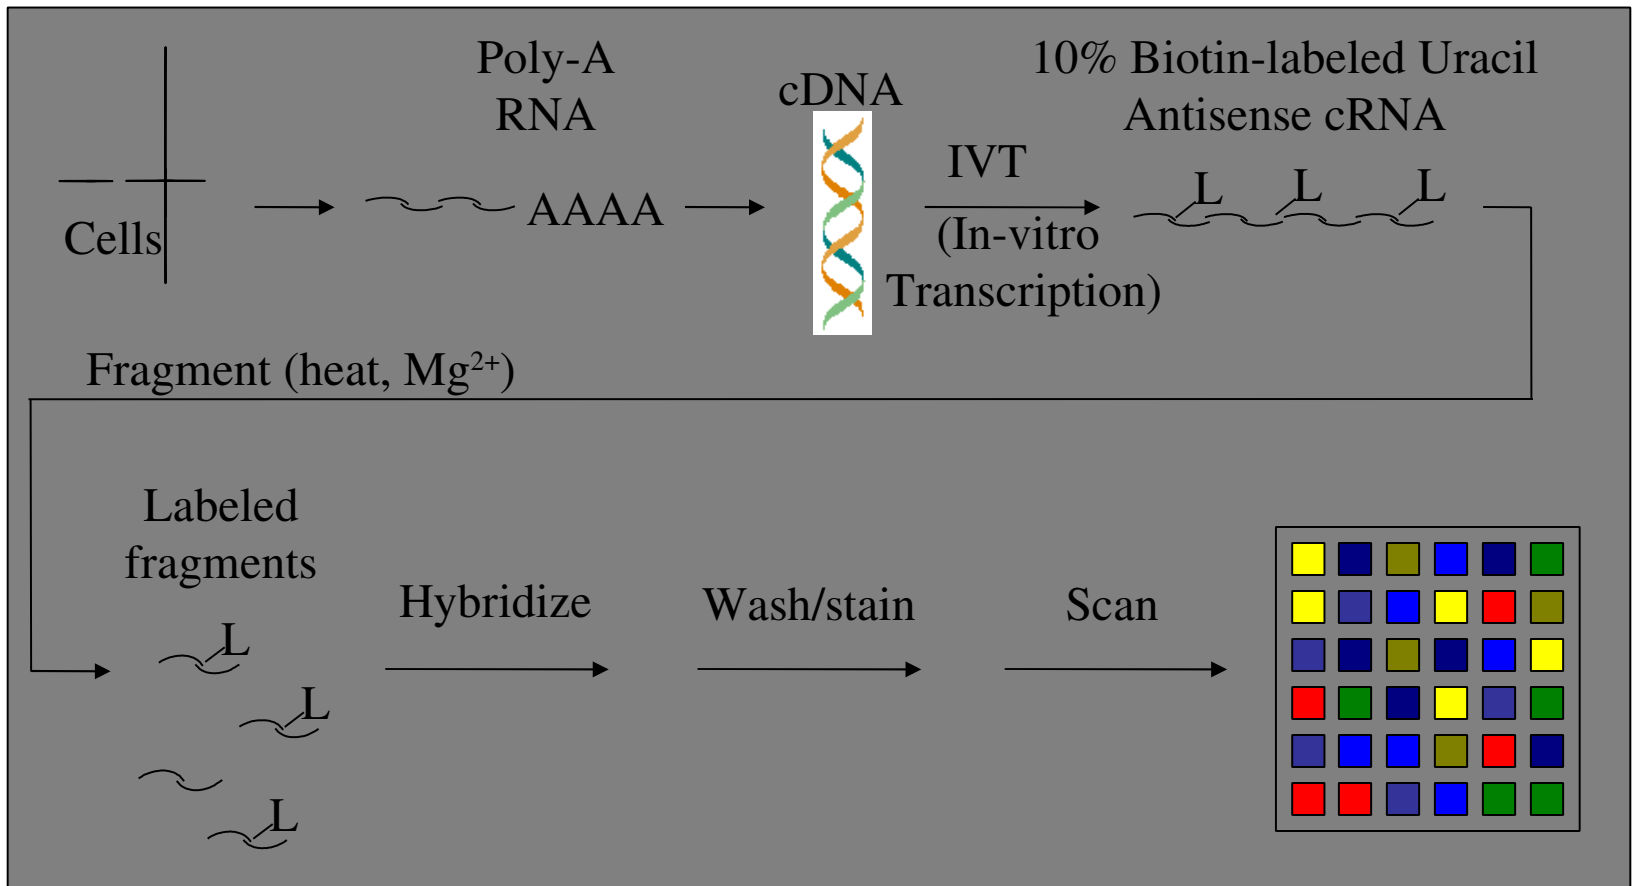 Poly-A
RNA
cDNA
10% Biotin-labeled Uracil
Antisense cRNA
IVT
(In-vitro
Transcription)
Cells
AAAA
L
L
L
Fragment (heat, Mg²⁺)
Labeled
fragments
L
L
L
Hybridize
Wash/stain
Scan